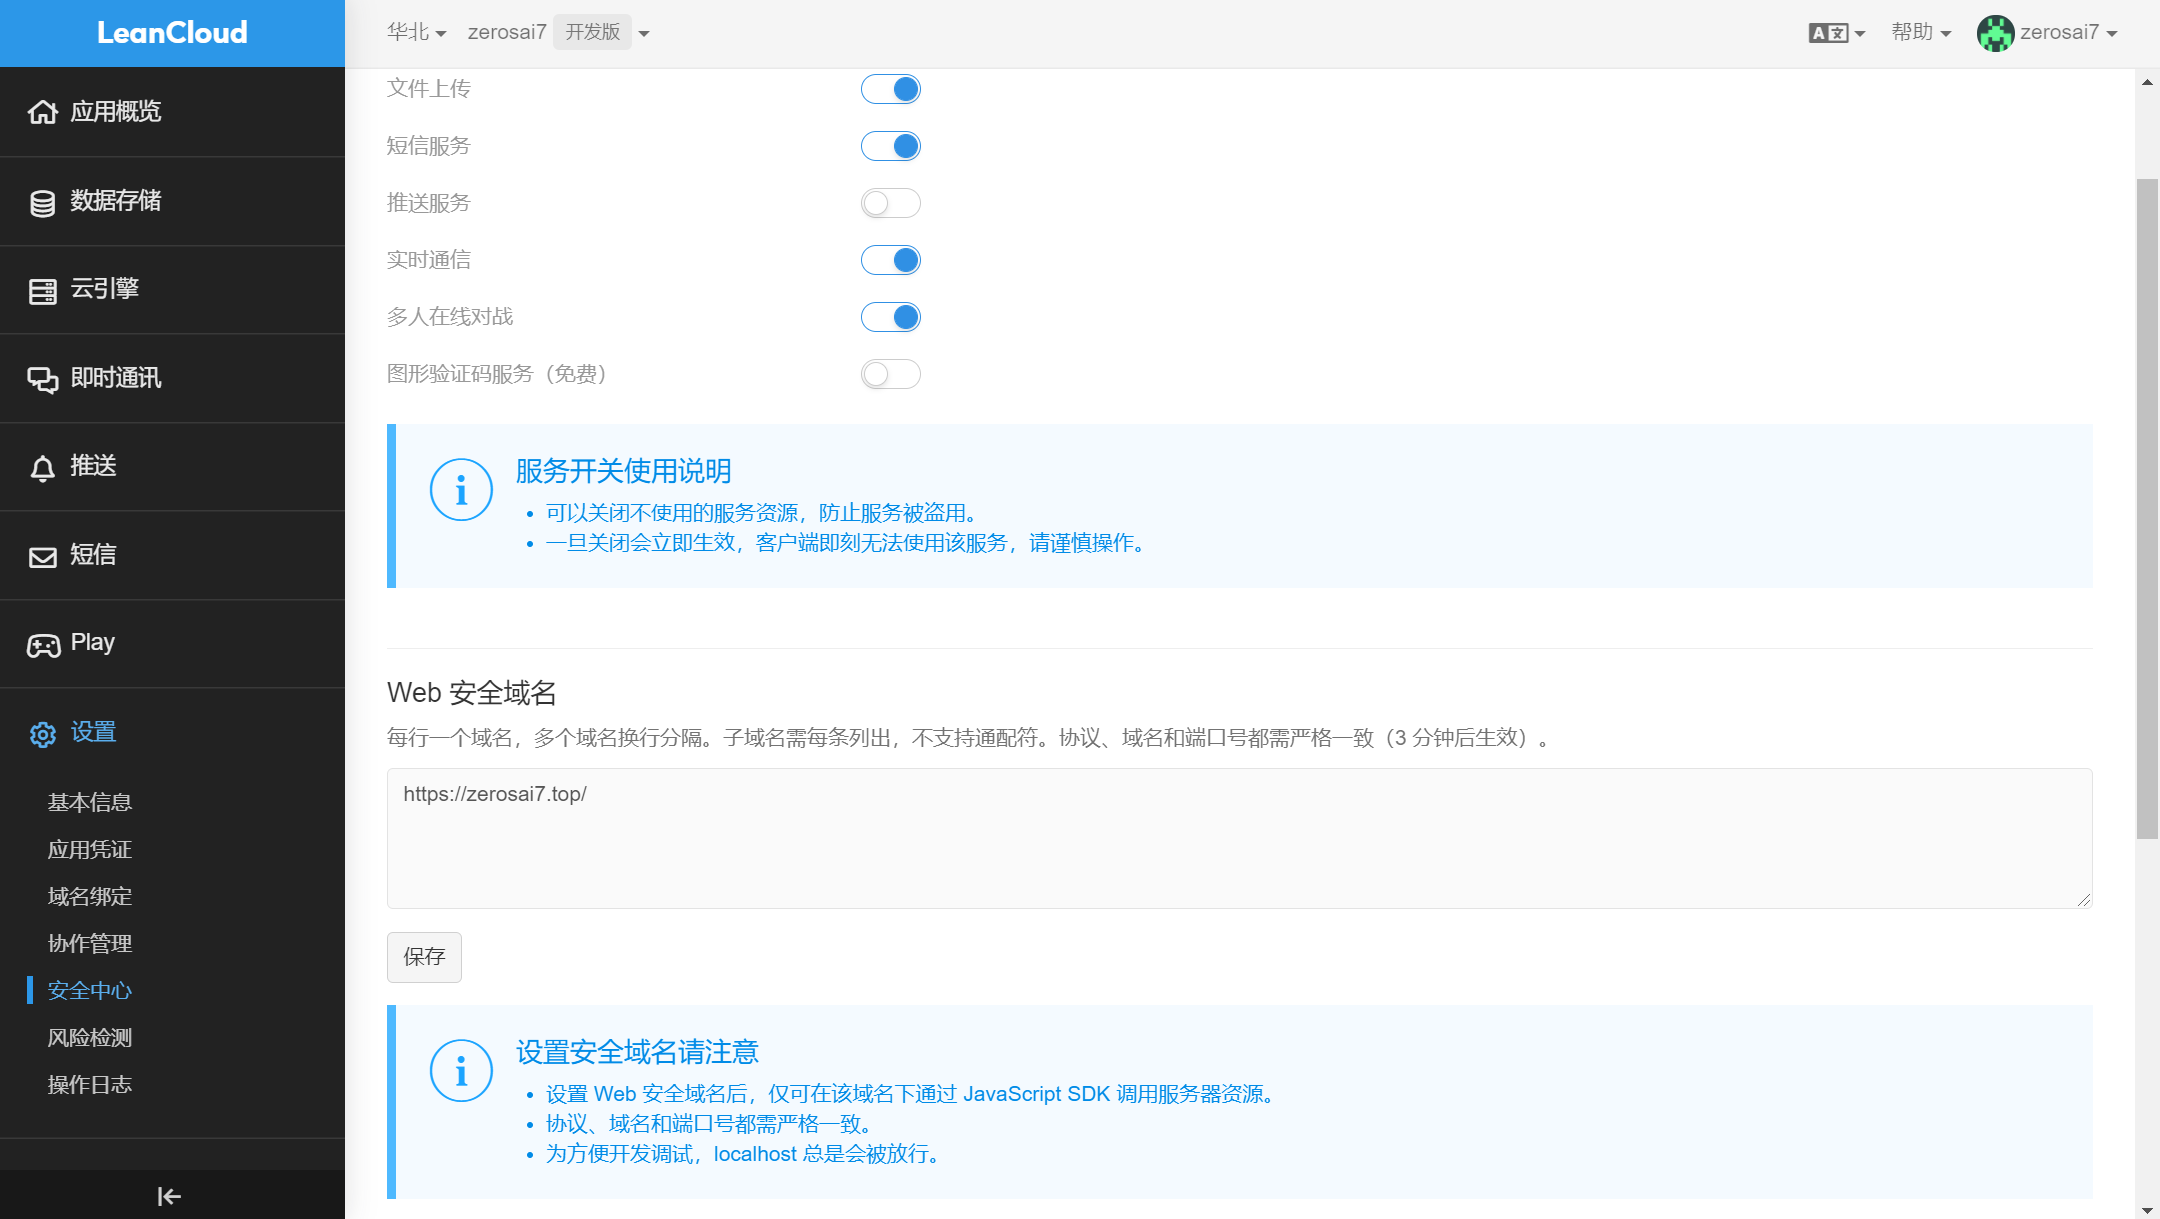 LeanCloud
华北
zerosai7 开发版
A文
帮助
zerosai7
应用概览
数据存储
云引擎
即时通讯
推送
短信
Play
设置
基本信息
应用凭证
域名绑定
协作管理
安全中心
风险检测
操作日志
文件上传
短信服务
推送服务
实时通信
多人在线对战
图形验证码服务（免费）
服务开关使用说明
可以关闭不使用的服务资源，防止服务被盗用。
一旦关闭会立即生效，客户端即刻无法使用该服务，请谨慎操作。
Web 安全域名
每行一个域名，多个域名换行分隔。子域名需每条列出，不支持通配符。协议、域名和端口号都需严格一致（3 分钟后生效）。
https://zerosai7.top/
保存
设置安全域名请注意
设置 Web 安全域名后，仅可在该域名下通过 JavaScript SDK 调用服务器资源。
协议、域名和端口号都需严格一致。
为方便开发调试，localhost 总是会被放行。